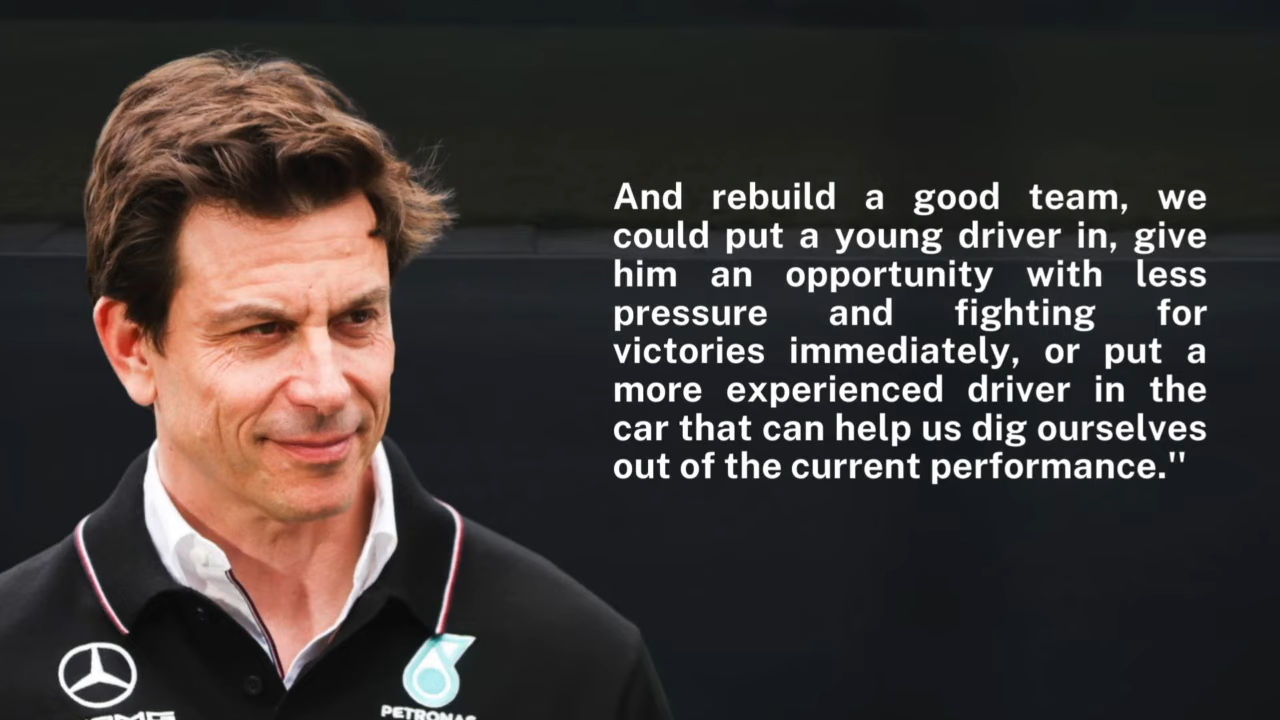 And rebuild a good team, we
could put a young driver in, give
him an opportunity with less
pressure and fighting for
victories immediately, or put a
more experienced driver in the
car that can help us dig ourselves
out of the current performance."
PETRONAS